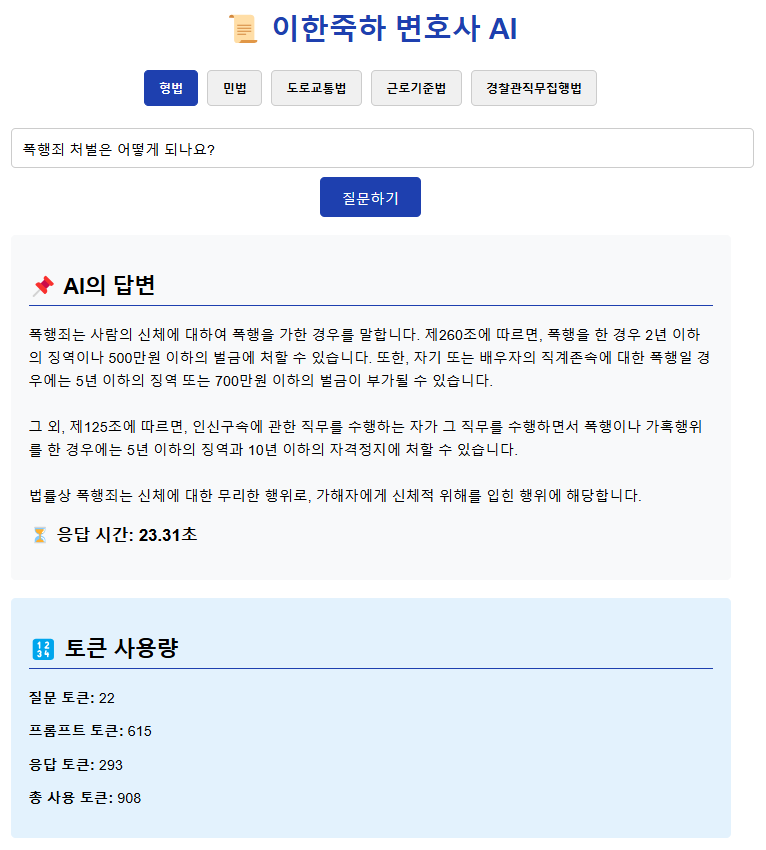 📜 이한죽하 변호사 AI
형법 민법 도로교통법 근로기준법 경찰관직무집행법
폭행죄 처벌은 어떻게 되나요?
질문하기
📌 AI의 답변
폭행죄는 사람의 신체에 대하여 폭행을 가한 경우를 말합니다. 제260조에 따르면, 폭행을 한 경우 2년 이하
의 징역이나 500만원 이하의 벌금에 처할 수 있습니다. 또한, 자기 또는 배우자의 직계존속에 대한 폭행일 경
우에는 5년 이하의 징역 또는 700만원 이하의 벌금이 부가될 수 있습니다.
그 외, 제125조에 따르면, 인신구속에 관한 직무를 수행하는 자가 그 직무를 수행하면서 폭행이나 가혹행위
를 한 경우에는 5년 이하의 징역과 10년 이하의 자격정지에 처할 수 있습니다.
법률상 폭행죄는 신체에 대한 무리한 행위로, 가해자에게 신체적 위해를 입힌 행위에 해당합니다.
⏳ 응답 시간: 23.31초
🔢 토큰 사용량
질문 토큰: 22
프롬프트 토큰: 615
응답 토큰: 293
총 사용 토큰: 908